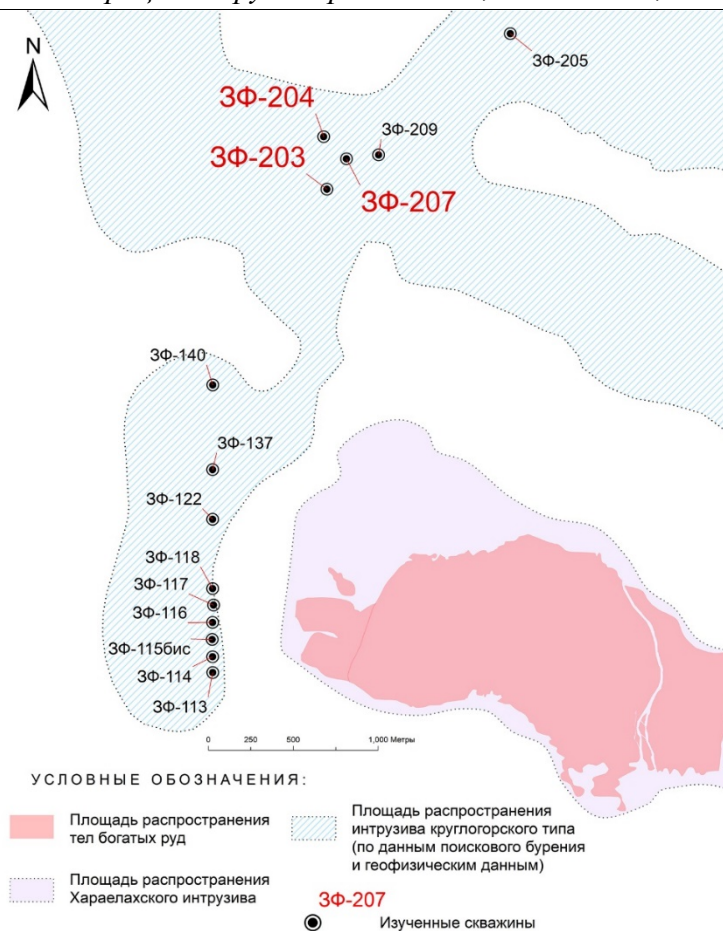 N
ЗФ-205
ЗФ-204
ЗФ-209
ЗФ-203
ЗФ-207
ЗФ-140
ЗФ-137
ЗФ-122
ЗФ-118
ЗФ-117
ЗФ-116
ЗФ-115бис
ЗФ-114
ЗФ-113
0 250 500 1,000 Метры
УСЛОВНЫЕ ОБОЗНАЧЕНИЯ:
Площадь распространения
тел богатых руд
Площадь распространения
Хараелахского интрузива
Площадь распространения
интрузива круглогорского типа
(по данным поискового бурения
и геофизическим данным)
ЗФ-207
Изученные скважины